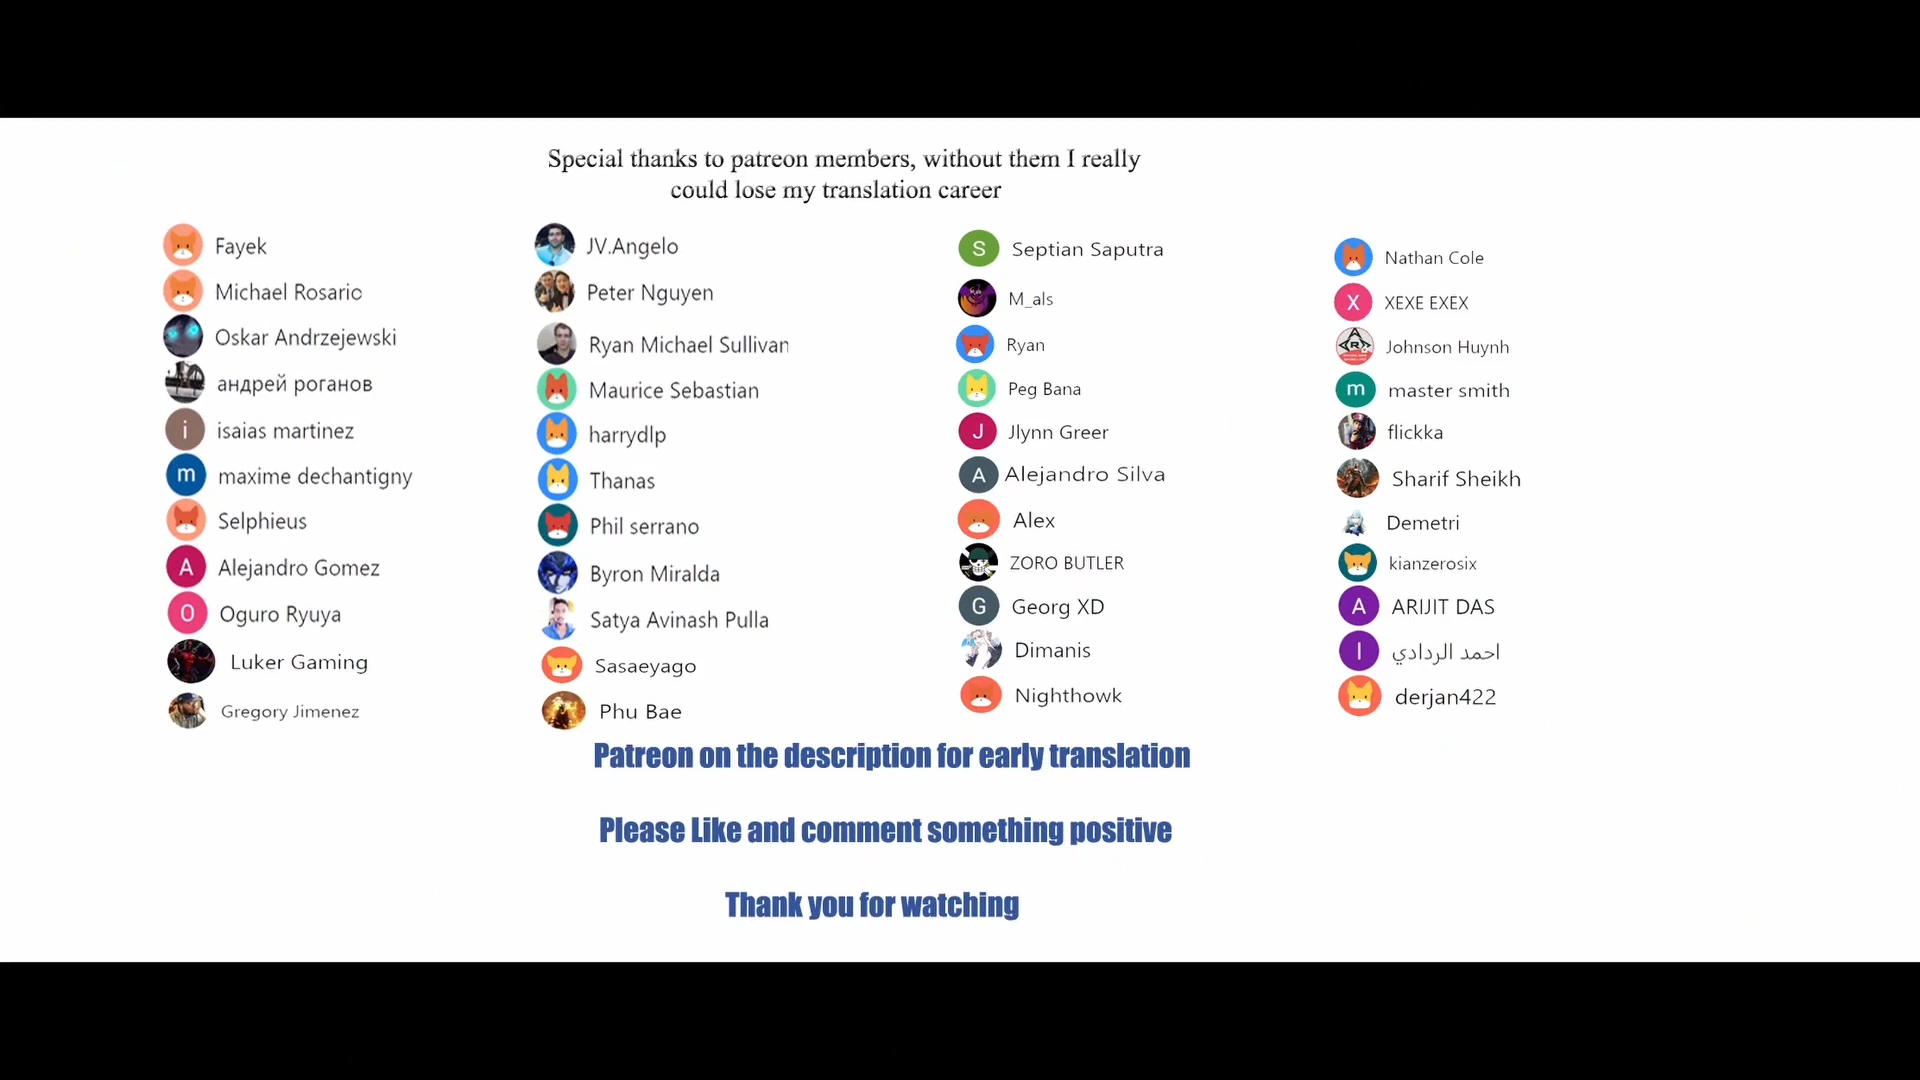 Special thanks to patreon members, without them I really
could lose my translation career
Fayek
Michael Rosario
Oskar Andrzejewski
андрей роганов
i isaias martinez
m maxime dechantigny
Selphieus
A Alejandro Gomez
O Oguro Ryuya
Luker Gaming
Gregory Jimenez
JV.Angelo
Peter Nguyen
Ryan Michael Sullivan
Maurice Sebastian
harrydlp
Thanas
Phil serrano
Byron Miralda
Satya Avinash Pulla
Sasaeyago
Phu Bae
S Septian Saputra
M_als
Ryan
Peg Bana
J Jlynn Greer
A Alejandro Silva
Alex
ZORO BUTLER
G Georg XD
Dimanis
Nighthowk
Nathan Cole
X XEXE EXEX
Johnson Huynh
m master smith
flickka
Sharif Sheikh
Demetri
kianzerosix
A ARIJIT DAS
I احمد الردادي
derjan422
Patreon on the description for early translation
Please Like and comment something positive
Thank you for watching